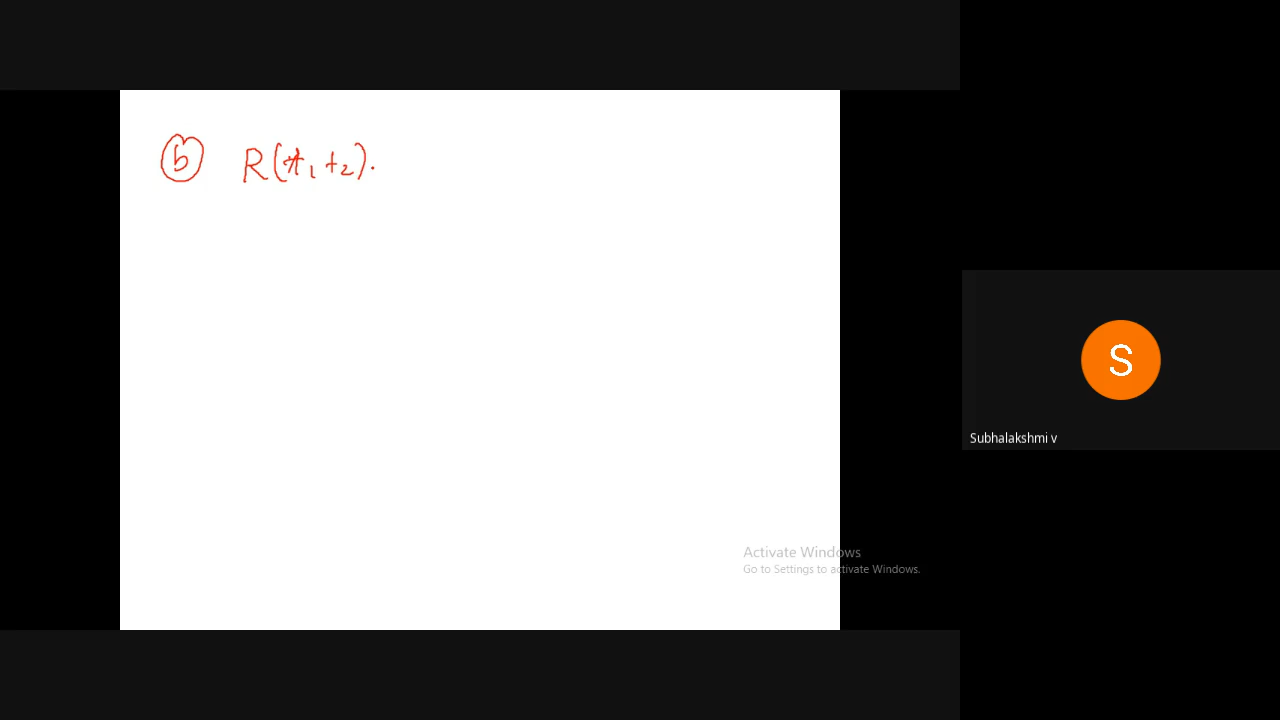 ⓑ R(t₁ t₂).
S
Subhalakshmi v
Activate Windows
Go to Settings to activate Windows.